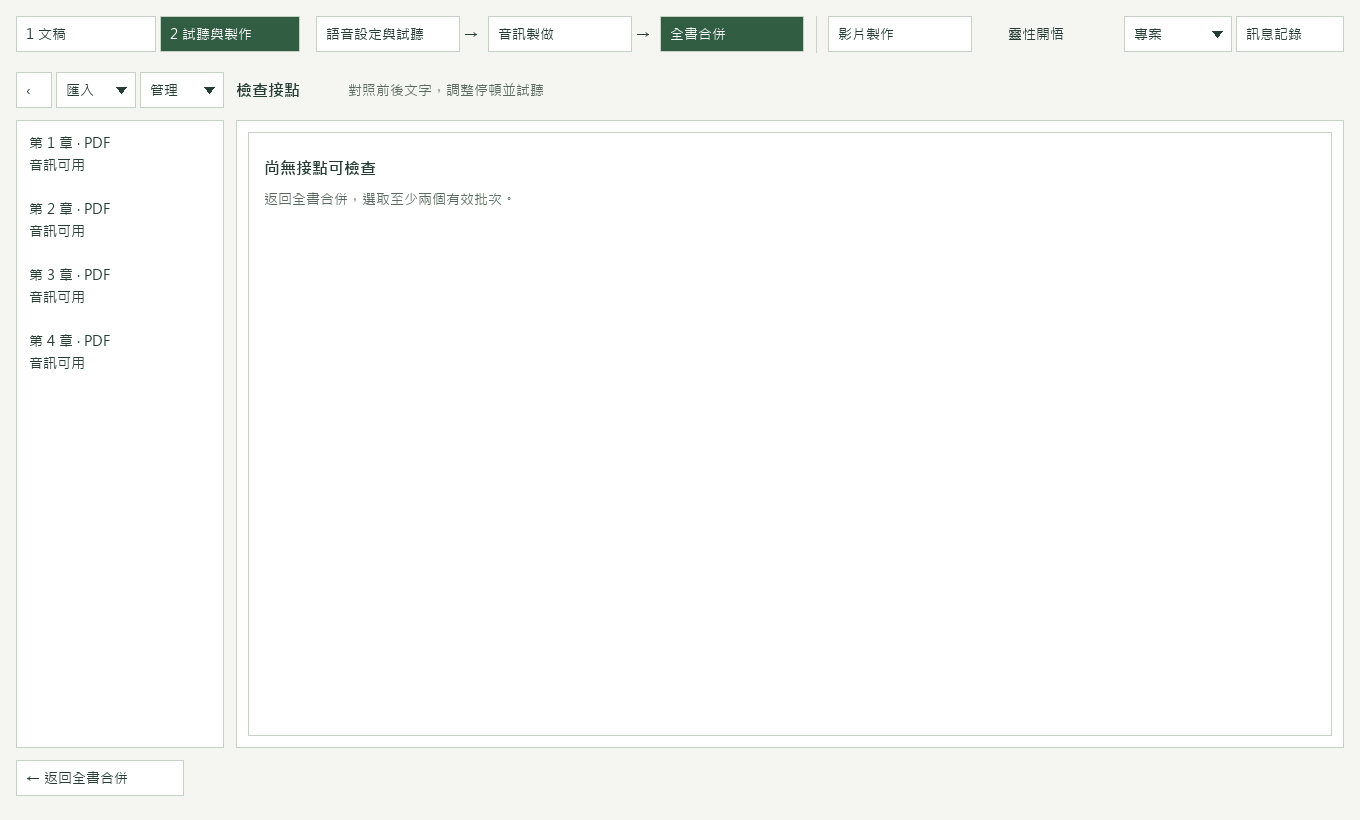 1 文稿
2 試聽與製作
語音設定與試聽
→
音訊製做
→
全書合併
影片製作
靈性開悟
專案
訊息記錄
‹
匯入
管理
檢查接點
對照前後文字，調整停頓並試聽
第 1 章 · PDF
音訊可用
第 2 章 · PDF
音訊可用
第 3 章 · PDF
音訊可用
第 4 章 · PDF
音訊可用
尚無接點可檢查
返回全書合併，選取至少兩個有效批次。
← 返回全書合併